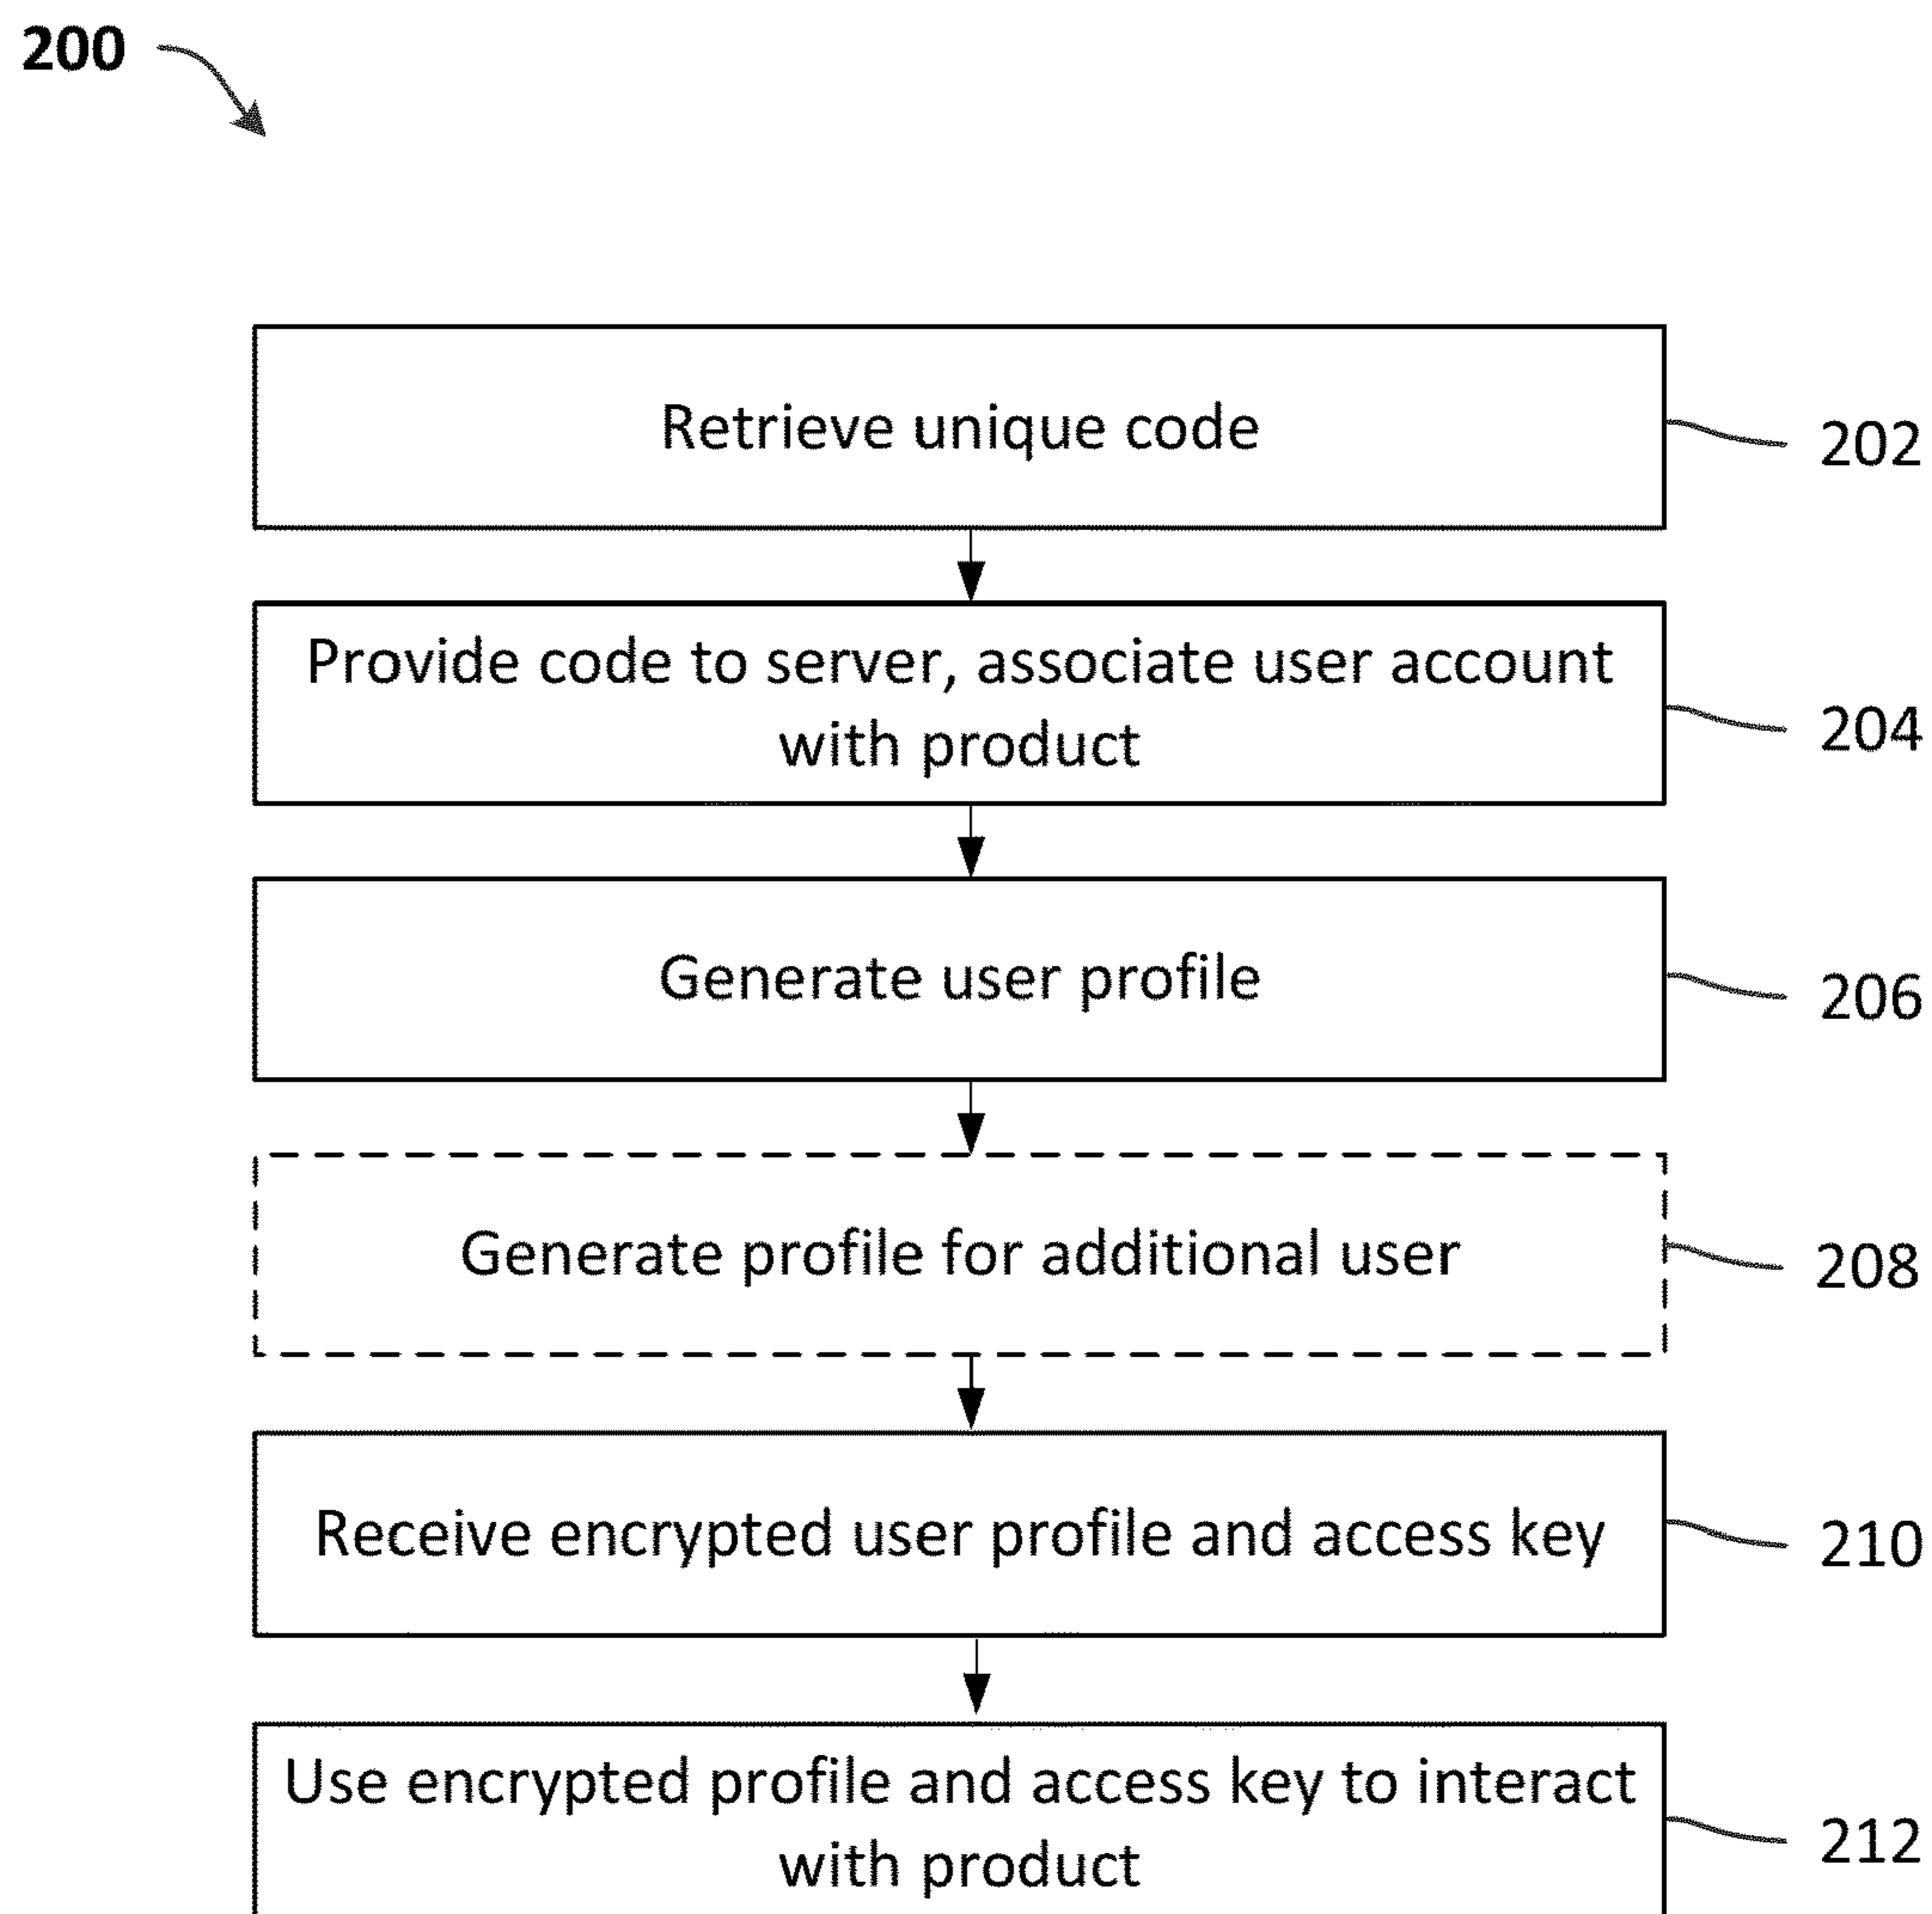 200
Retrieve unique code
202
Provide code to server, associate user account
with product
204
Generate user profile
206
Generate profile for additional user
208
Receive encrypted user profile and access key
210
Use encrypted profile and access key to interact
with product
212